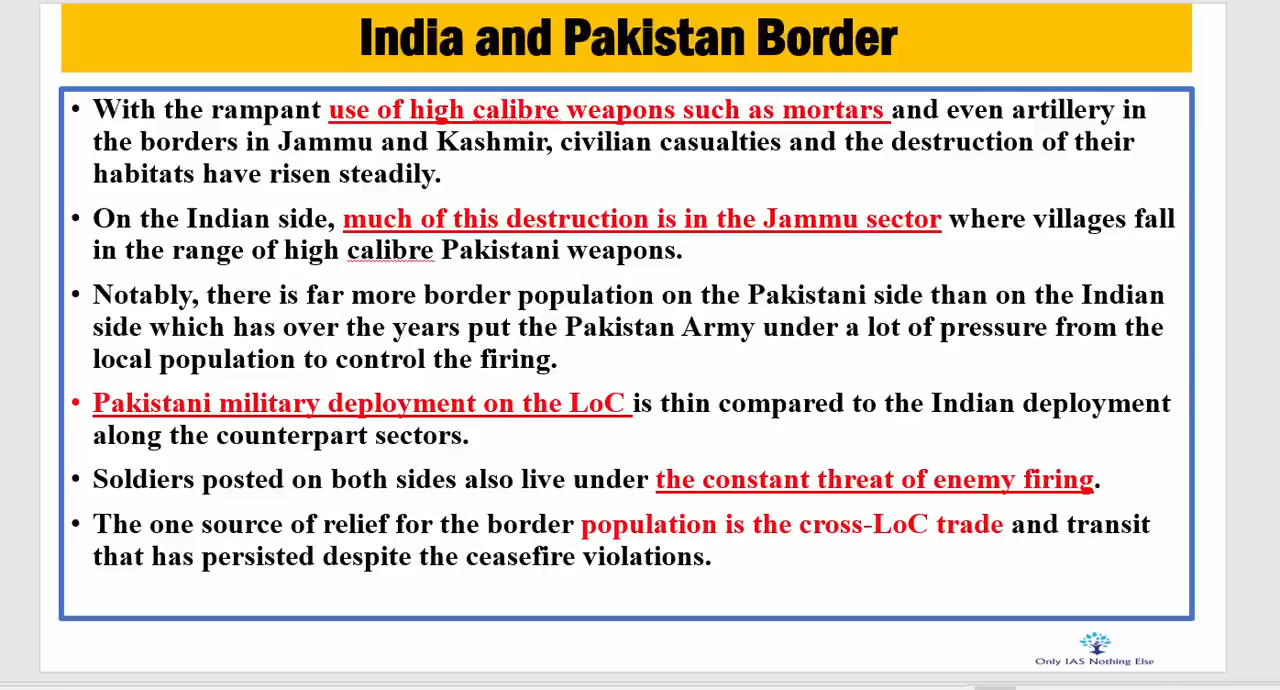 India and Pakistan Border
• With the rampant use of high calibre weapons such as mortars and even artillery in
the borders in Jammu and Kashmir, civilian casualties and the destruction of their
habitats have risen steadily.
• On the Indian side, much of this destruction is in the Jammu sector where villages fall
in the range of high calibre Pakistani weapons.
• Notably, there is far more border population on the Pakistani side than on the Indian
side which has over the years put the Pakistan Army under a lot of pressure from the
local population to control the firing.
• Pakistani military deployment on the LoC is thin compared to the Indian deployment
along the counterpart sectors.
• Soldiers posted on both sides also live under the constant threat of enemy firing.
• The one source of relief for the border population is the cross-LoC trade and transit
that has persisted despite the ceasefire violations.
Only IAS Nothing Else